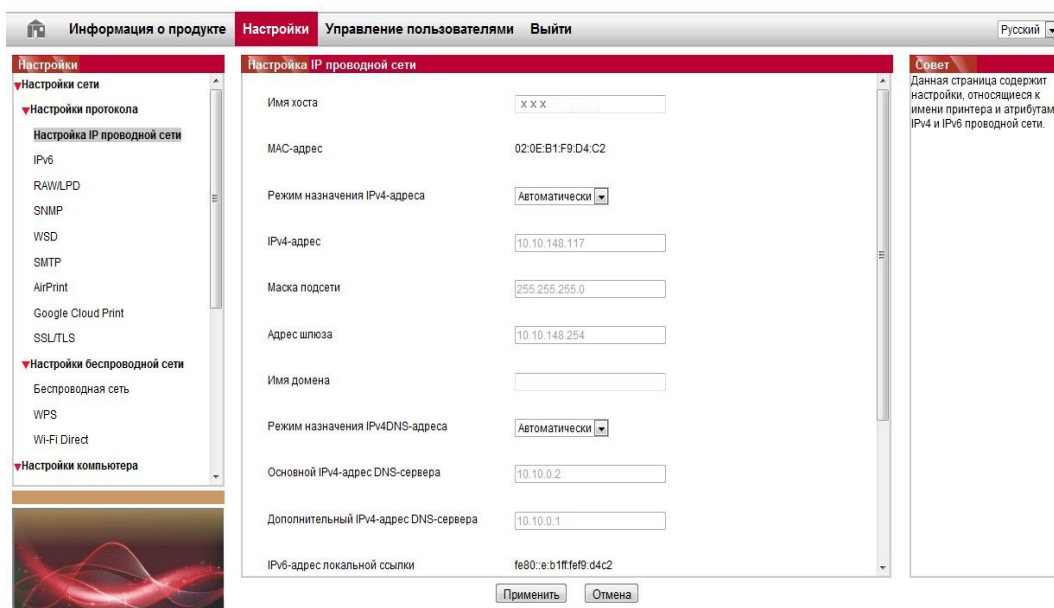 Информация о продукте Настройки Управление пользователями Выйти Русский
Настройки
Настройки сети
Настройки протокола
Настройка IP проводной сети
IPv6
RAW/LPD
SNMP
WSD
SMTP
AirPrint
Google Cloud Print
SSL/TLS
Настройки беспроводной сети
Беспроводная сеть
WPS
Wi-Fi Direct
Настройки компьютера
Настройка IP проводной сети
Имя хоста x x x
MAC-адрес 02:0E:B1:F9:D4:C2
Режим назначения IPv4-адреса Автоматически
IPv4-адрес 10.10.148.117
Маска подсети 255.255.255.0
Адрес шлюза 10.10.148.254
Имя домена
Режим назначения IPv4DNS-адреса Автоматически
Основной IPv4-адрес DNS-сервера 10.10.0.2
Дополнительный IPv4-адрес DNS-сервера 10.10.0.1
IPv6-адрес локальной ссылки fe80::e:b1ff:fef9:d4c2
Применить Отмена
Совет
Данная страница содержит
настройки, относящиеся к
имени принтера и атрибутам
IPv4 и IPv6 проводной сети.